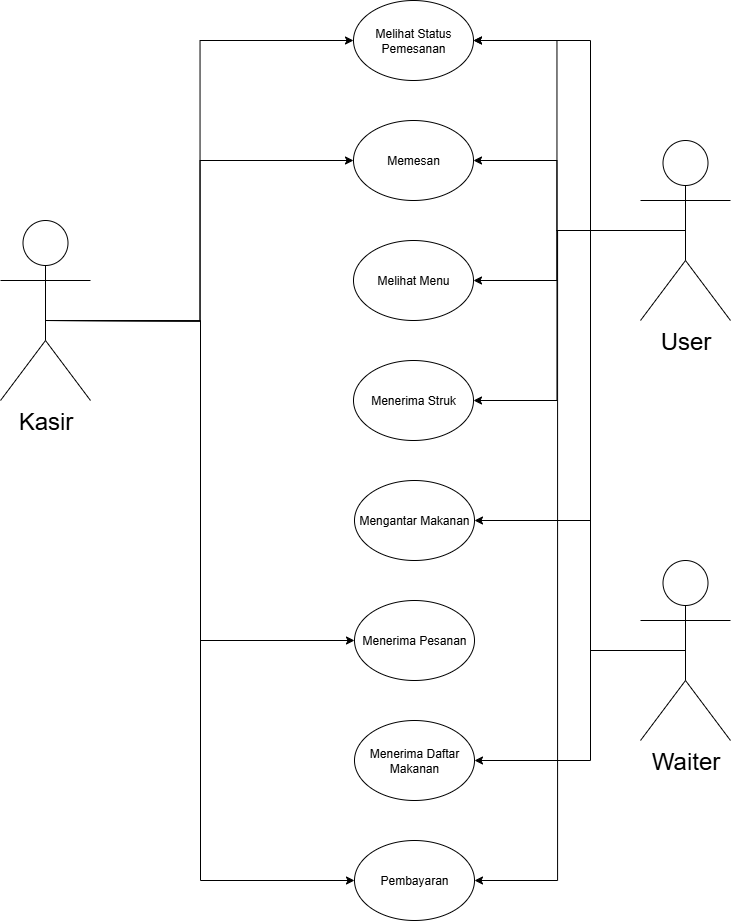 Melihat Status
Pemesanan
Memesan
Melihat Menu
User
Menerima Struk
Kasir
Mengantar Makanan
Menerima Pesanan
Menerima Daftar
Makanan
Waiter
Pembayaran